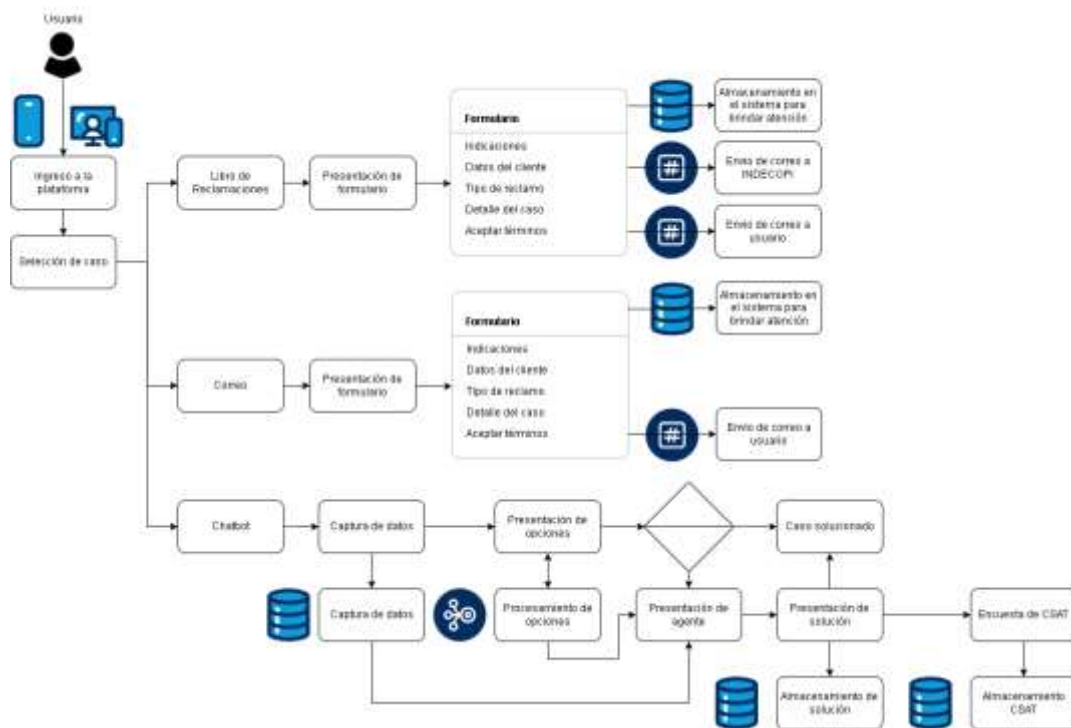 Usuario
Ingreso a la
plataforma
Selección de caso
Libro de
Reclamaciones
Presentación de
formulario
Formulario
Indicaciones
Datos del cliente
Tipo de reclamo
Detalle del caso
Aceptar términos
Almacenamiento en
el sistema para
brindar atención
Envío de correo a
INDECOPI
Envío de correo a
usuario
Correo
Presentación de
formulario
Formulario
Indicaciones
Datos del cliente
Tipo de reclamo
Detalle del caso
Aceptar términos
Almacenamiento en
el sistema para
brindar atención
Envío de correo a
usuario
Chatbot
Captura de datos
Presentación de
opciones
Caso solucionado
Captura de datos
Procesamiento de
opciones
Presentación de
agente
Presentación de
solución
Encuesta de CSAT
Almacenamiento de
solución
Almacenamiento
CSAT